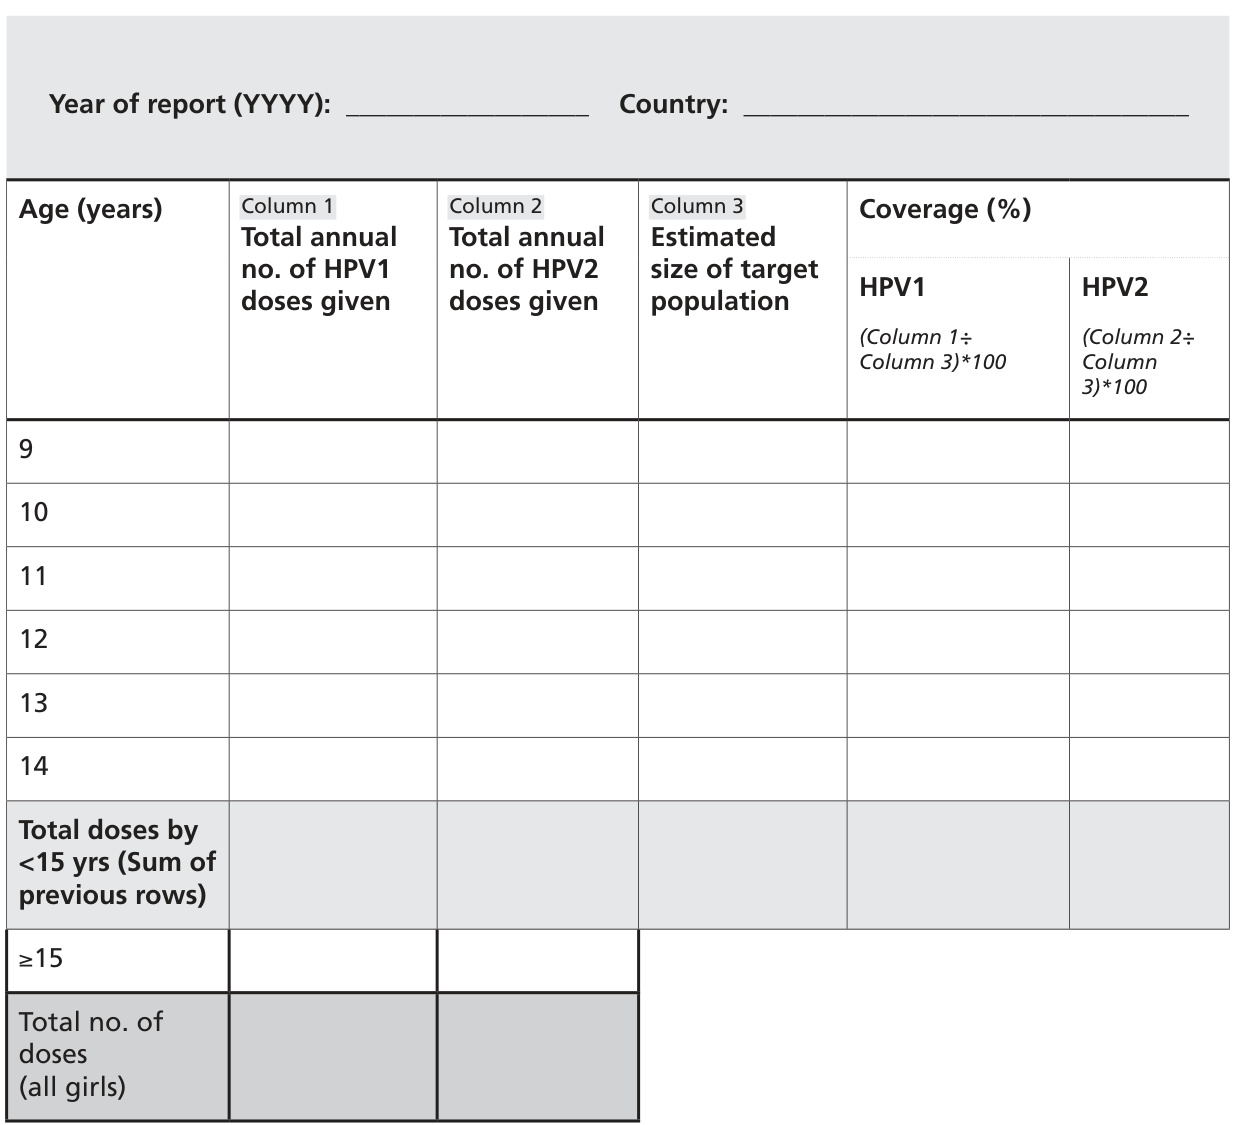 Year of report (YYYY): __________________ Country: _________________________________
Age (years)
Column 1
Total annual
no. of HPV1
doses given
Column 2
Total annual
no. of HPV2
doses given
Column 3
Estimated
size of target
population
Coverage (%)
HPV1
(Column 1÷
Column 3)*100
HPV2
(Column 2÷
Column
3)*100
9
10
11
12
13
14
Total doses by
<15 yrs (Sum of
previous rows)
≥15
Total no. of
doses
(all girls)